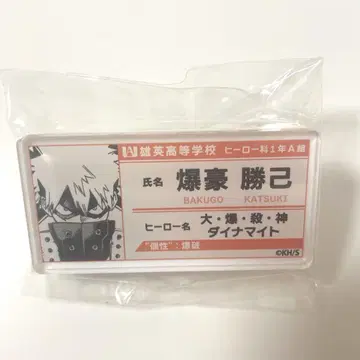 UA 雄英高等学校 ヒーロー科1年A組
氏名 爆豪 勝己
BAKUGO KATSUKI
ヒーロー名 大・爆・殺・神
ダイナマイト
"個性":爆破
©KH/S